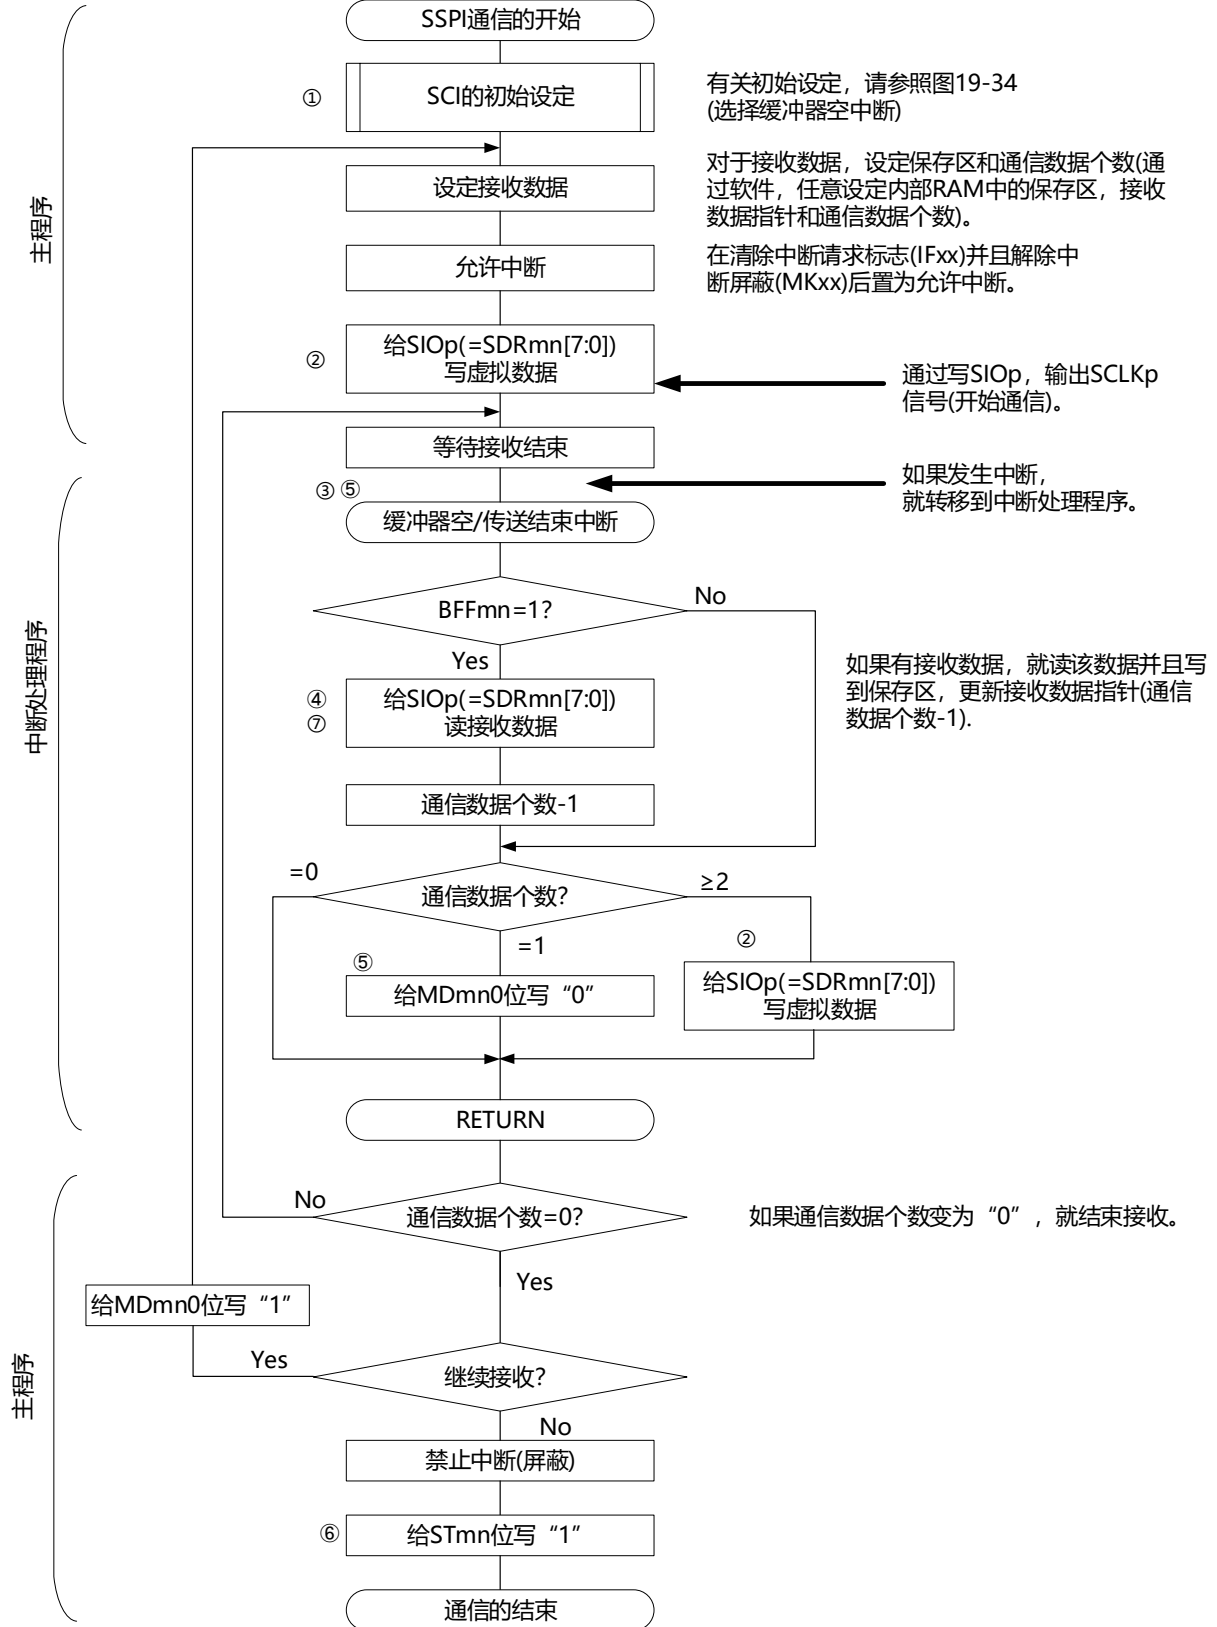 SSPI通信的开始
①
SCI的初始设定
有关初始设定，请参照图19-34
(选择缓冲器空中断)
设定接收数据
对于接收数据，设定保存区和通信数据个数(通
过软件，任意设定内部RAM中的保存区，接收
数据指针和通信数据个数)。
主程序
允许中断
在清除中断请求标志(IFxx)并且解除中
断屏蔽(MKxx)后置为允许中断。
②
给SIOp(=SDRmn[7:0])
写虚拟数据
通过写SIOp，输出SCLKp
信号(开始通信)。
等待接收结束
如果发生中断，
就转移到中断处理程序。
③ ⑤
缓冲器空/传送结束中断
BFFmn=1?
No
Yes
中断处理程序
④
⑦
给SIOp(=SDRmn[7:0])
读接收数据
如果有接收数据，就读该数据并且写
到保存区，更新接收数据指针(通信
数据个数-1).
通信数据个数-1
=0
通信数据个数?
≥2
=1
②
⑤
给MDmn0位写“0”
给SIOp(=SDRmn[7:0])
写虚拟数据
RETURN
No
通信数据个数=0?
如果通信数据个数变为“0”，就结束接收。
Yes
给MDmn0位写“1”
主程序
Yes
继续接收?
No
禁止中断(屏蔽)
⑥
给STmn位写“1”
通信的结束